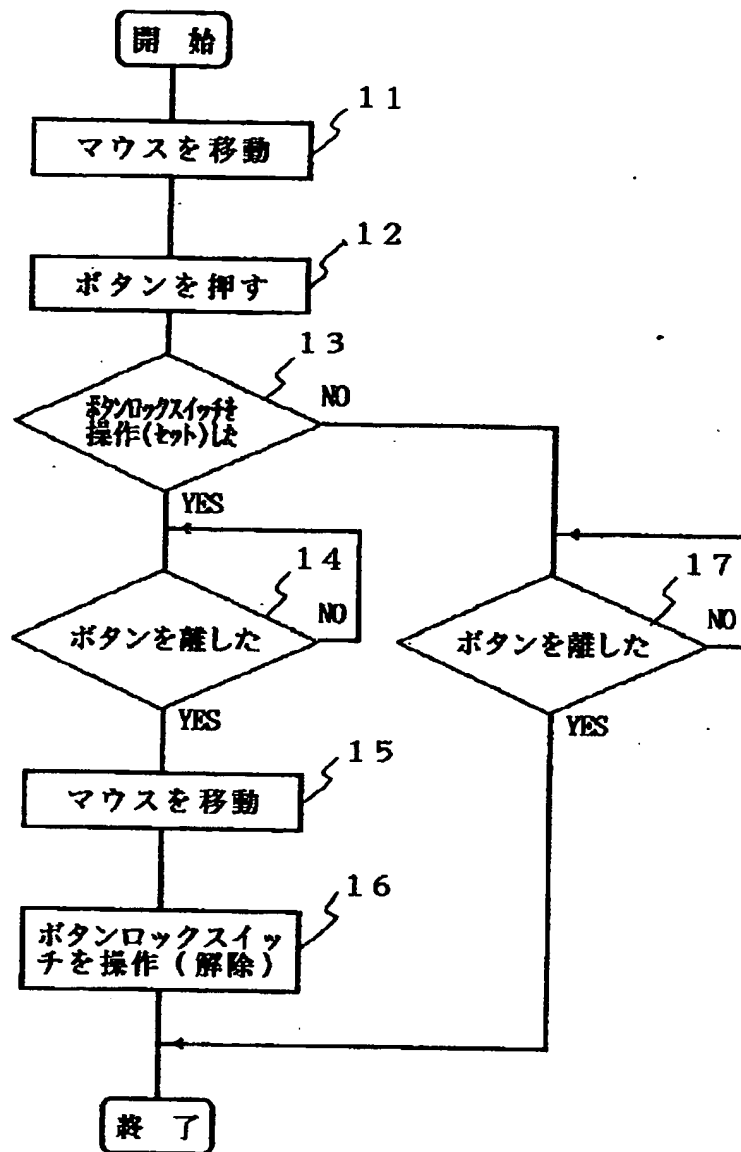 開 始
11
マウスを移動
12
ボタンを押す
13
ボタンロックスイッチを
操作(セット)した
NO
YES
14
ボタンを離した
NO
YES
17
ボタンを離した
NO
YES
15
マウスを移動
16
ボタンロックスイッ
チを操作(解除)
終 了